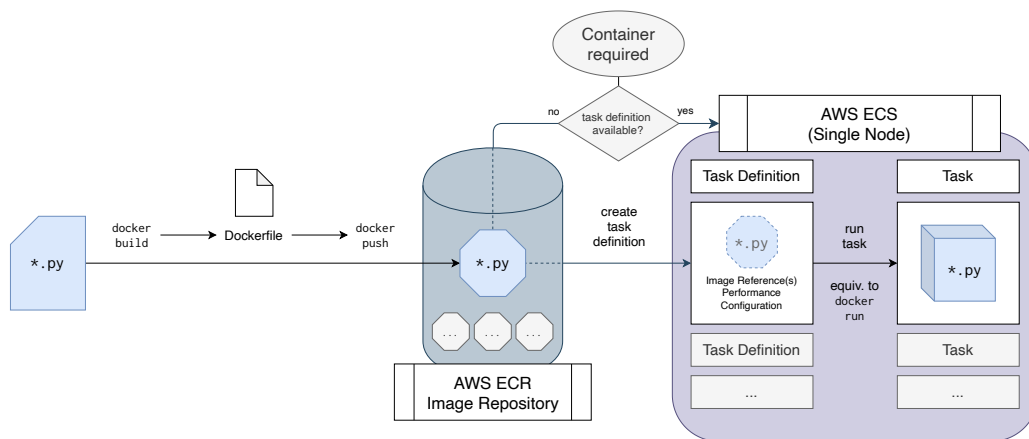 Container
required
no
task definition
available?
yes
AWS ECS
(Single Node)
Task Definition
Task
docker
build
Dockerfile
docker
push
create
task
definition
*.py
*.py
*.py
Image Reference(s)
Performance
Configuration
run
task
equiv. to
docker
run
*.py
...
...
...
Task Definition
Task
...
...
AWS ECR
Image Repository